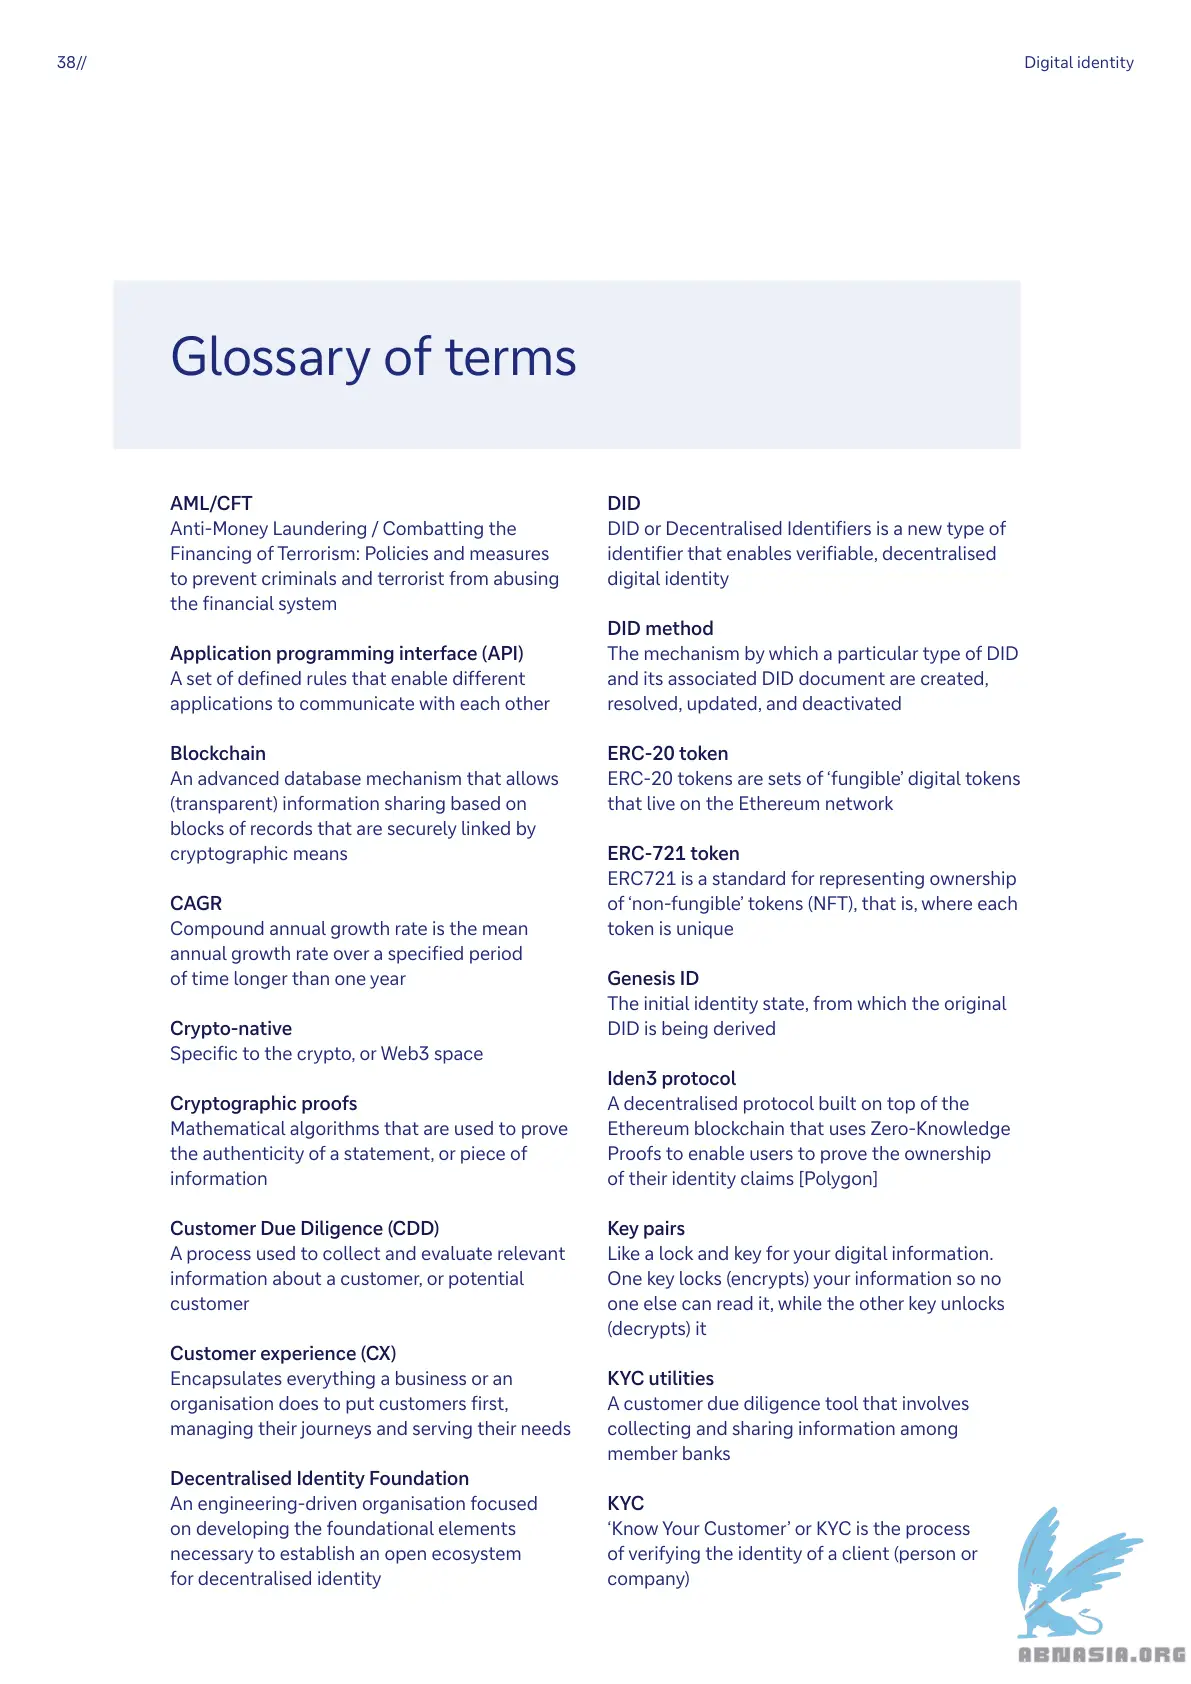 38//
Digital identity
Glossary of terms
AML/CFT
Anti-Money Laundering / Combatting the
Financing of Terrorism: Policies and measures
to prevent criminals and terrorist from abusing
the financial system
Application programming interface (API)
A set of defined rules that enable different
applications to communicate with each other
Blockchain
An advanced database mechanism that allows
(transparent) information sharing based on
blocks of records that are securely linked by
cryptographic means
CAGR
Compound annual growth rate is the mean
annual growth rate over a specified period
of time longer than one year
Crypto-native
Specific to the crypto, or Web3 space
Cryptographic proofs
Mathematical algorithms that are used to prove
the authenticity of a statement, or piece of
information
Customer Due Diligence (CDD)
A process used to collect and evaluate relevant
information about a customer, or potential
customer
Customer experience (CX)
Encapsulates everything a business or an
organisation does to put customers first,
managing their journeys and serving their needs
Decentralised Identity Foundation
An engineering-driven organisation focused
on developing the foundational elements
necessary to establish an open ecosystem
for decentralised identity
DID
DID or Decentralised Identifiers is a new type of
identifier that enables verifiable, decentralised
digital identity
DID method
The mechanism by which a particular type of DID
and its associated DID document are created,
resolved, updated, and deactivated
ERC-20 token
ERC-20 tokens are sets of ‘fungible’ digital tokens
that live on the Ethereum network
ERC-721 token
ERC721 is a standard for representing ownership
of ‘non-fungible’ tokens (NFT), that is, where each
token is unique
Genesis ID
The initial identity state, from which the original
DID is being derived
Iden3 protocol
A decentralised protocol built on top of the
Ethereum blockchain that uses Zero-Knowledge
Proofs to enable users to prove the ownership
of their identity claims [Polygon]
Key pairs
Like a lock and key for your digital information.
One key locks (encrypts) your information so no
one else can read it, while the other key unlocks
(decrypts) it
KYC utilities
A customer due diligence tool that involves
collecting and sharing information among
member banks
KYC
‘Know Your Customer’ or KYC is the process
of verifying the identity of a client (person or
company)
ABNASIA.ORG